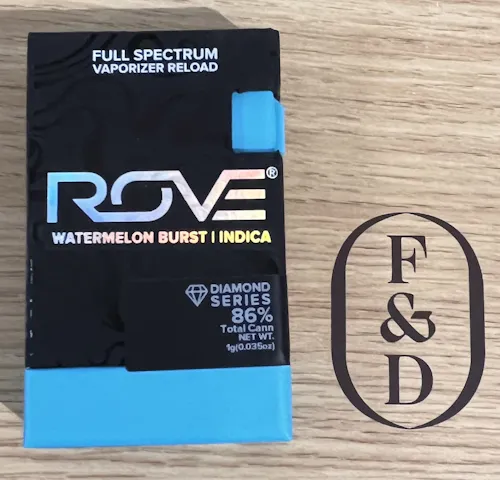 FULL SPECTRUM
VAPORIZER RELOAD
ROVE®
WATERMELON BURST | INDICA
DIAMOND
SERIES
86%
Total Cann
NET WT.
1g(0.035oz)
F
&
D